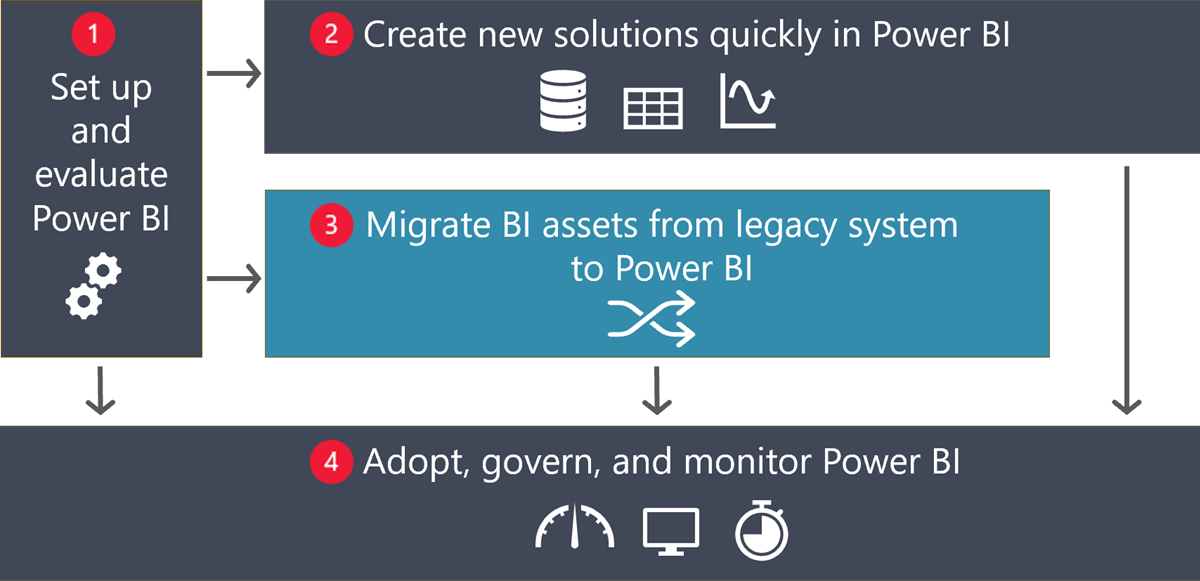 1
Set up
and
evaluate
Power BI
2 Create new solutions quickly in Power BI
3 Migrate BI assets from legacy system
to Power BI
4 Adopt, govern, and monitor Power BI